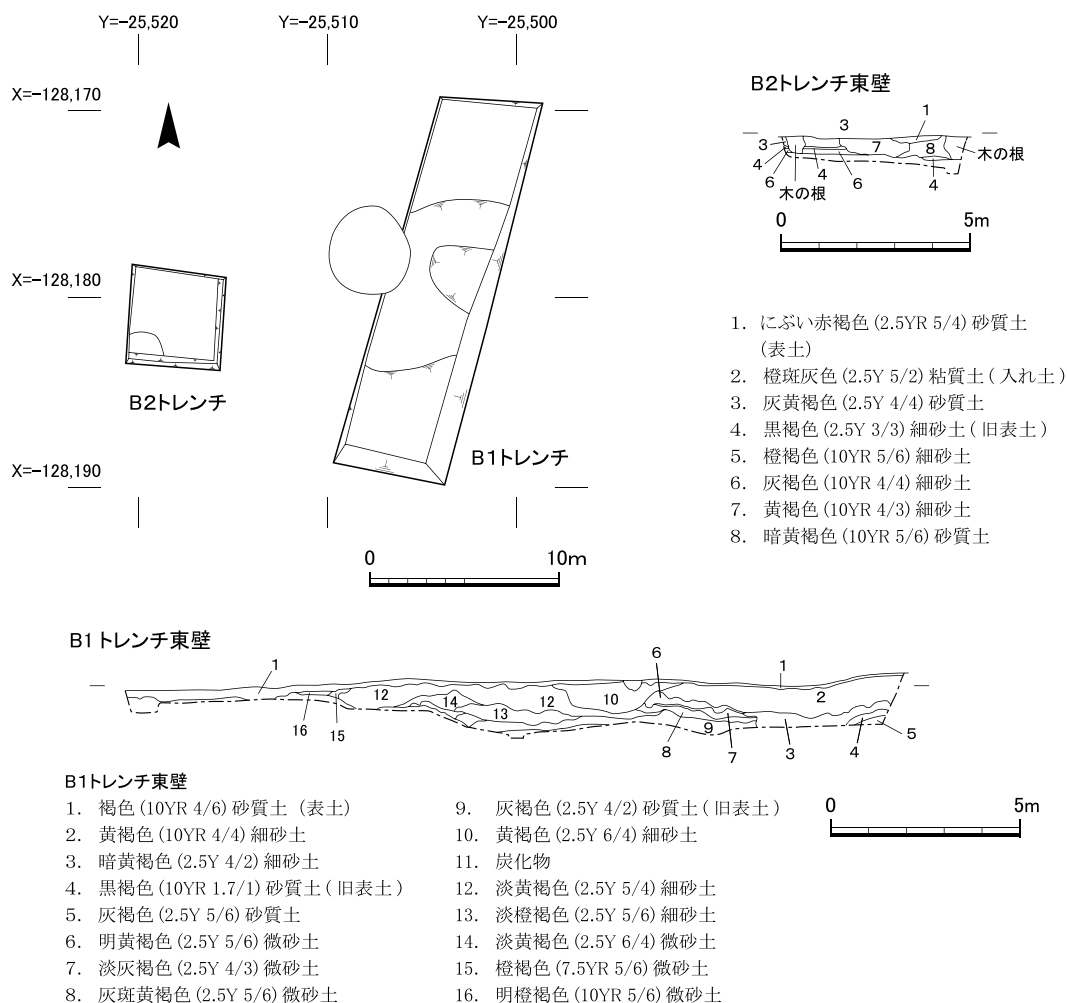 Y=-25,520
Y=-25,510
Y=-25,500
X=-128,170
X=-128,180
X=-128,190
B2トレンチ
B1トレンチ
0
10m
B2トレンチ東壁
1
3
3
7
8
木の根
4
6
4
6
4
木の根
0
5m
1. にぶい赤褐色(2.5YR 5/4)砂質土
(表土)
2. 橙斑灰色(2.5Y 5/2)粘質土(入れ土)
3. 灰黄褐色(2.5Y 4/4)砂質土
4. 黒褐色(2.5Y 3/3)細砂土(旧表土)
5. 橙褐色(10YR 5/6)細砂土
6. 灰褐色(10YR 4/4)細砂土
7. 黄褐色(10YR 4/3)細砂土
8. 暗黄褐色(10YR 5/6)砂質土
B1トレンチ東壁
1
6
1
12
14
12
10
2
13
16
15
8
9
7
3
4
5
B1トレンチ東壁
1. 褐色(10YR 4/6)砂質土(表土)
2. 黄褐色(10YR 4/4)細砂土
3. 暗黄褐色(2.5Y 4/2)細砂土
4. 黒褐色(10YR 1.7/1)砂質土(旧表土)
5. 灰褐色(2.5Y 5/6)砂質土
6. 明黄褐色(2.5Y 5/6)微砂土
7. 淡灰褐色(2.5Y 4/3)微砂土
8. 灰斑黄褐色(2.5Y 5/6)微砂土
9. 灰褐色(2.5Y 4/2)砂質土(旧表土)
10. 黄褐色(2.5Y 6/4)細砂土
11. 炭化物
12. 淡黄褐色(2.5Y 5/4)細砂土
13. 淡橙褐色(2.5Y 5/6)細砂土
14. 淡黄褐色(2.5Y 6/4)微砂土
15. 橙褐色(7.5YR 5/6)微砂土
16. 明橙褐色(10YR 5/6)微砂土
0
5m